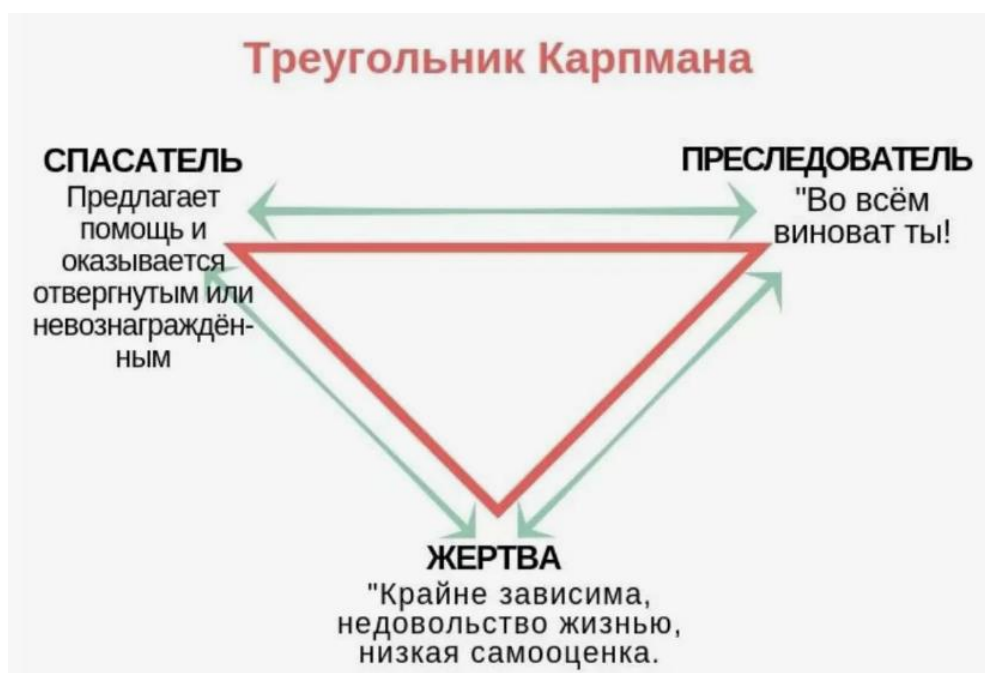 Треугольник Карпмана
СПАСАТЕЛЬ
Предлагает
помощь и
оказывается
отвергнутым или
невознаграждён-
ным
ПРЕСЛЕДОВАТЕЛЬ
"Во всём
виноват ты!
ЖЕРТВА
"Крайне зависима,
недовольство жизнью,
низкая самооценка.